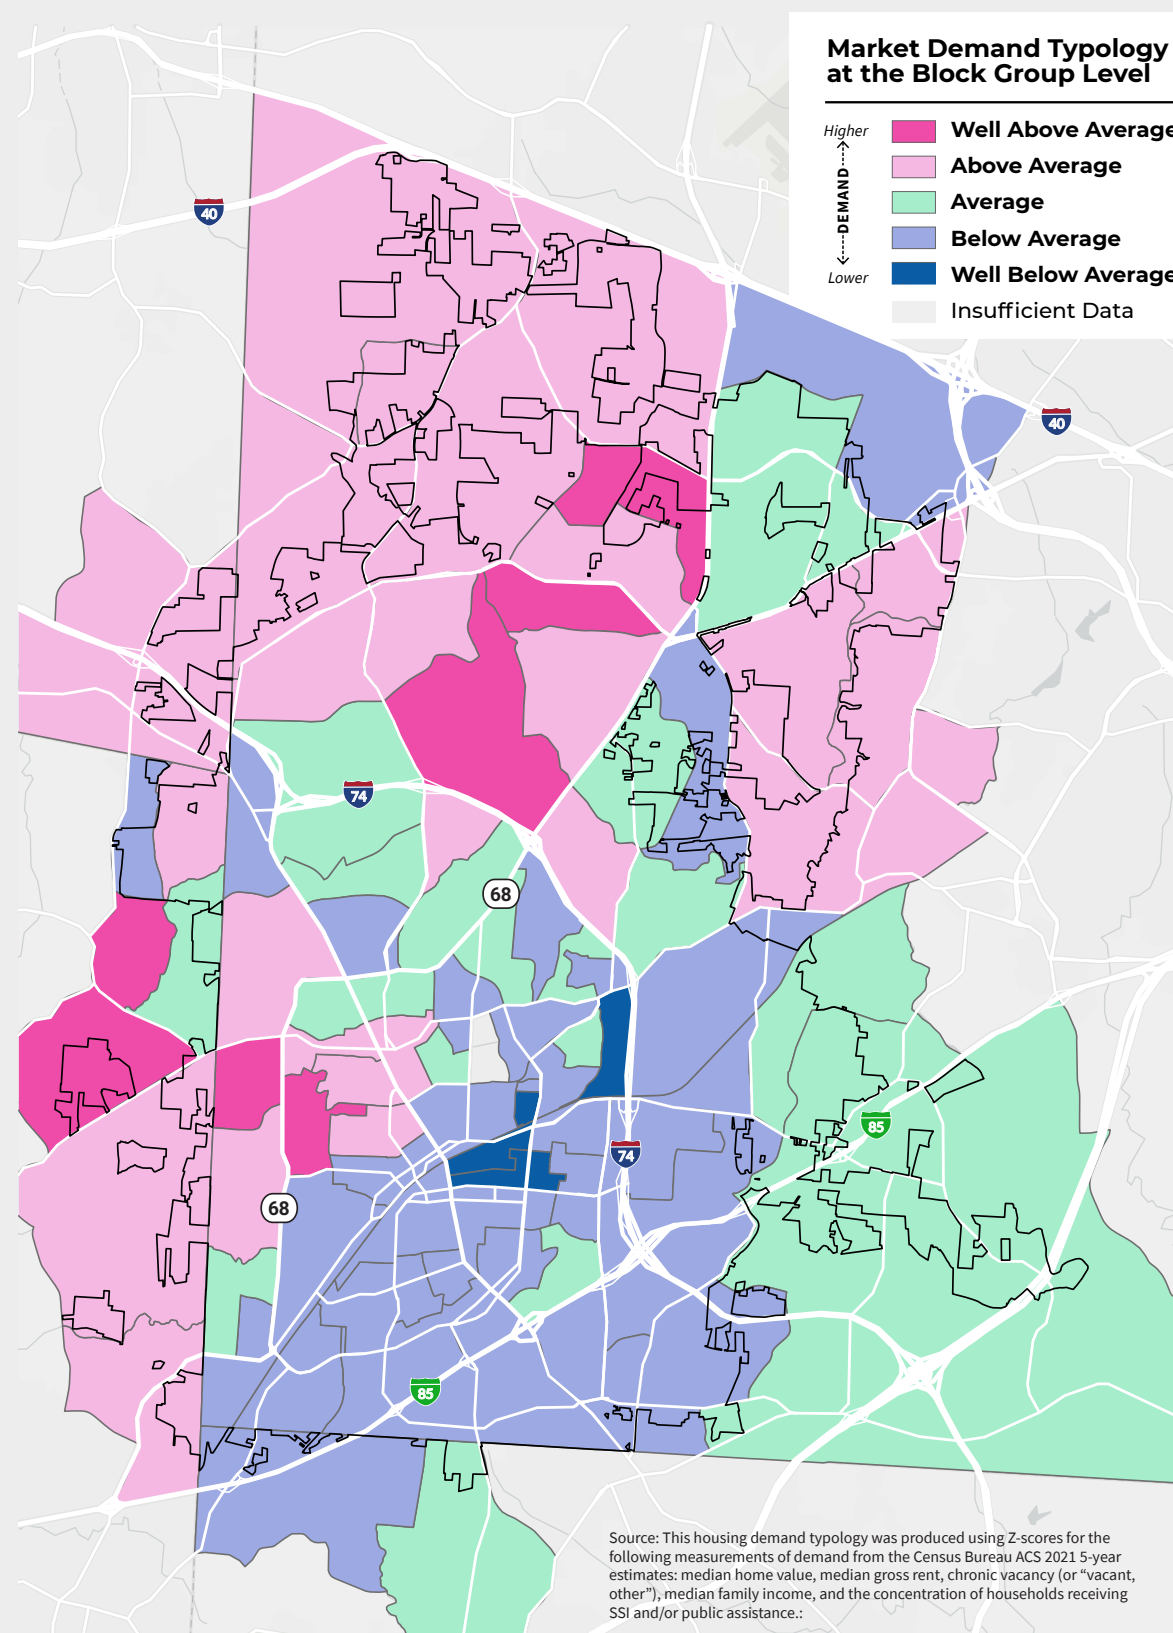 Market Demand Typology
at the Block Group Level
Higher
DEMAND
Lower
Well Above Average
Above Average
Average
Below Average
Well Below Average
Insufficient Data
40
40
74
68
85
74
68
85
Source: This housing demand typology was produced using Z-scores for the
following measurements of demand from the Census Bureau ACS 2021 5-year
estimates: median home value, median gross rent, chronic vacancy (or “vacant,
other”), median family income, and the concentration of households receiving
SSI and/or public assistance.: